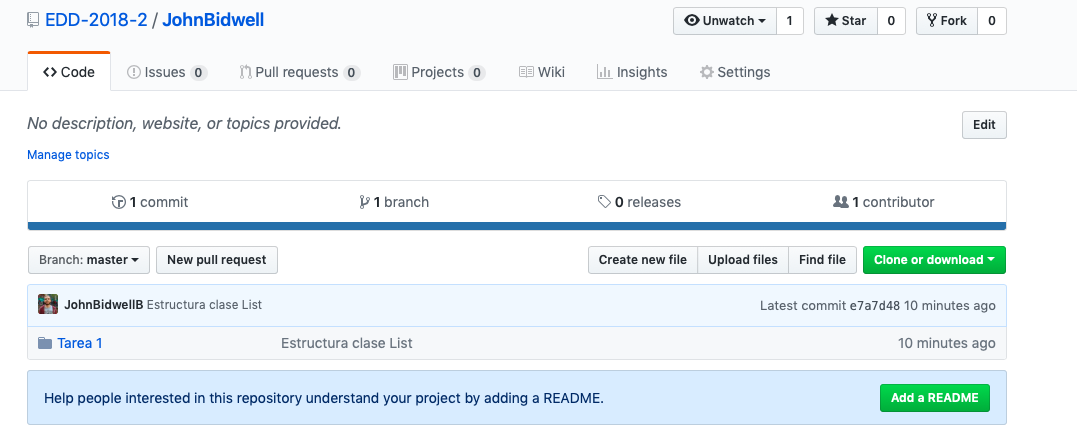 EDD-2018-2 / JohnBidwell
Unwatch 1 Star 0 Fork 0
Code Issues 0 Pull requests 0 Projects 0 Wiki Insights Settings
No description, website, or topics provided. Edit
Manage topics
1 commit 1 branch 0 releases 1 contributor
Branch: master New pull request Create new file Upload files Find file Clone or download
JohnBidwellB Estructura clase List Latest commit e7a7d48 10 minutes ago
Tarea 1 Estructura clase List 10 minutes ago
Help people interested in this repository understand your project by adding a README. Add a README